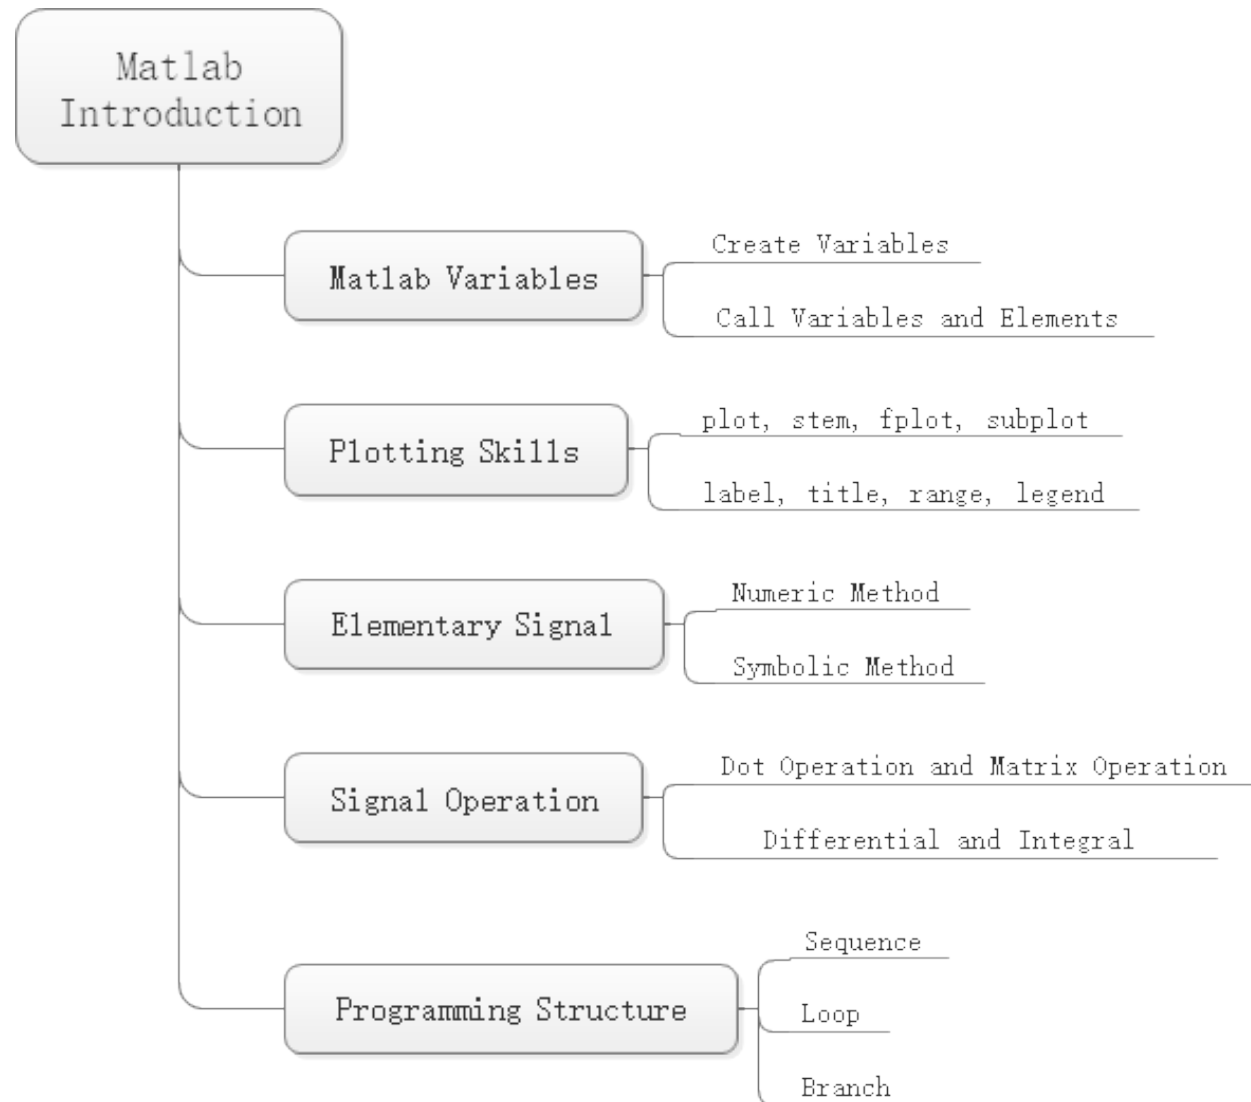 Matlab
Introduction
Matlab Variables
Create Variables
Call Variables and Elements
Plotting Skills
plot, stem, fplot, subplot
label, title, range, legend
Elementary Signal
Numeric Method
Symbolic Method
Signal Operation
Dot Operation and Matrix Operation
Differential and Integral
Programming Structure
Sequence
Loop
Branch